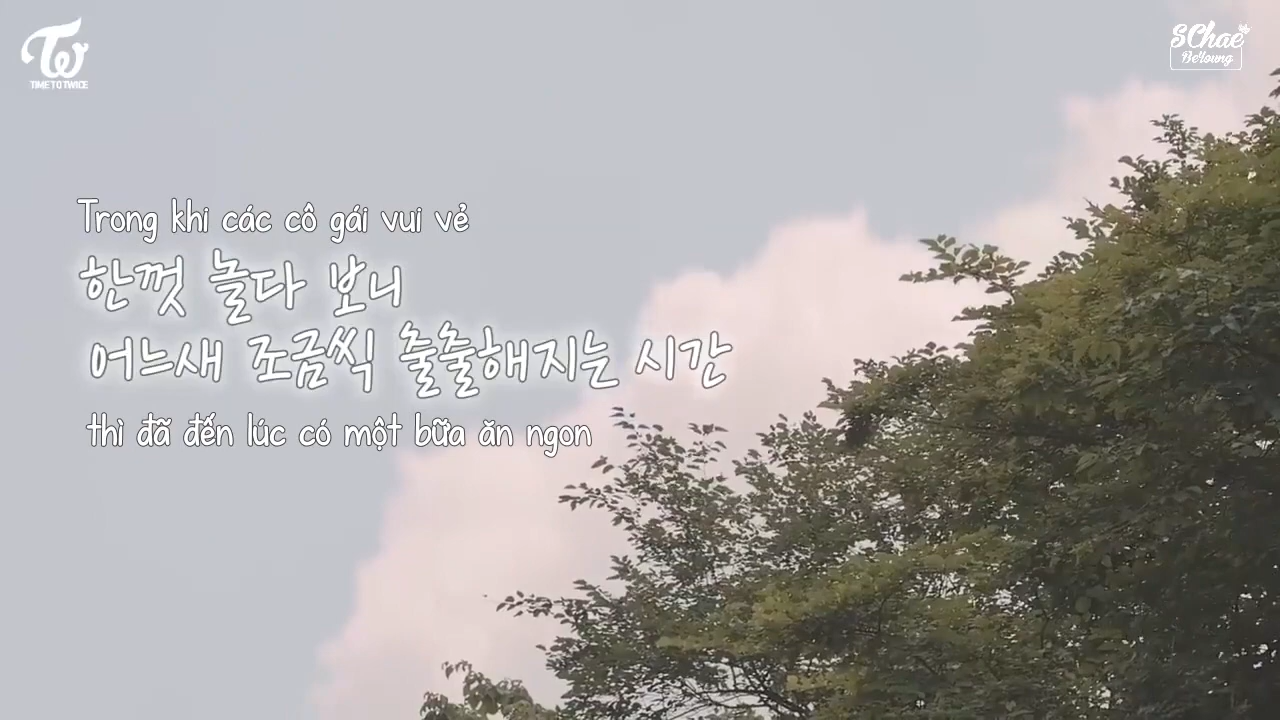 TW
TIME TO TWICE
SChae
BeYoung
Trong khi các cô gái vui vẻ
한껏 놀다 보니
어느새 조금씩 출출해지는 시간
thì đã đến lúc có một bữa ăn ngon